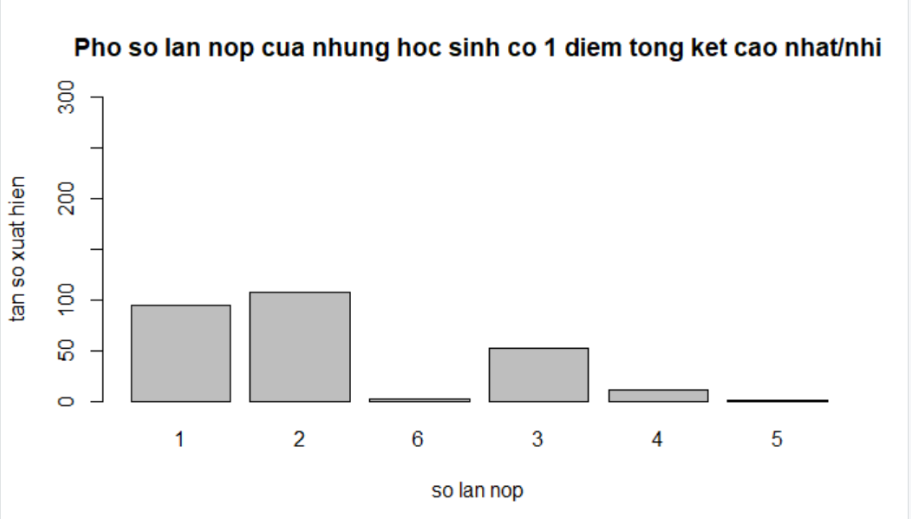 Pho so lan nop cua nhung hoc sinh co 1 diem tong ket cao nhat/nhi
300
200
100
50
0
tan so xuat hien
1 2 6 3 4 5
so lan nop